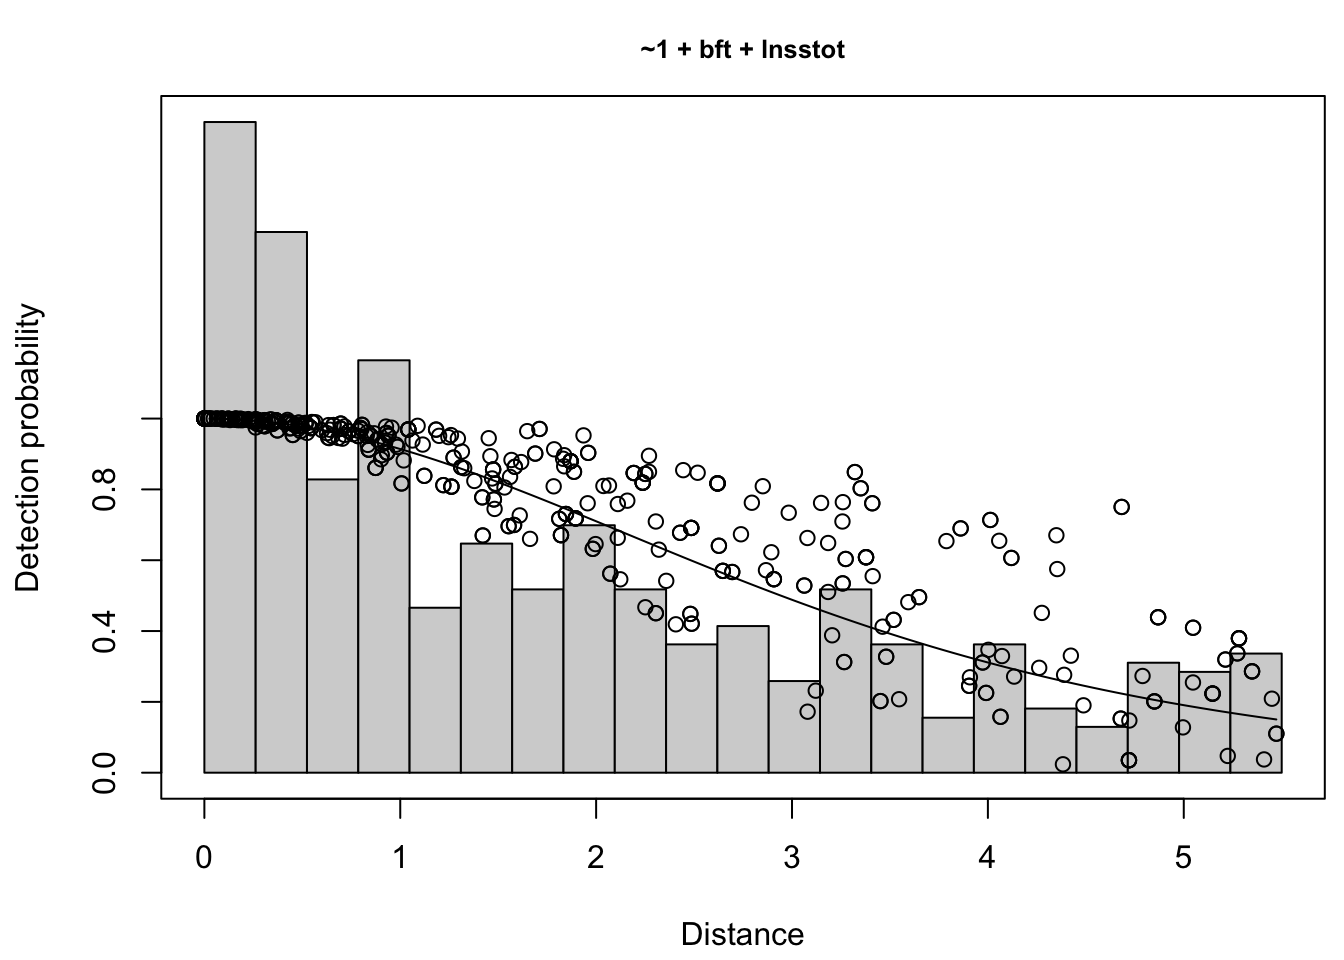 ~1 + bft + lnsstot
Detection probability
0.8
0.4
0.0
0 1 2 3 4 5
Distance